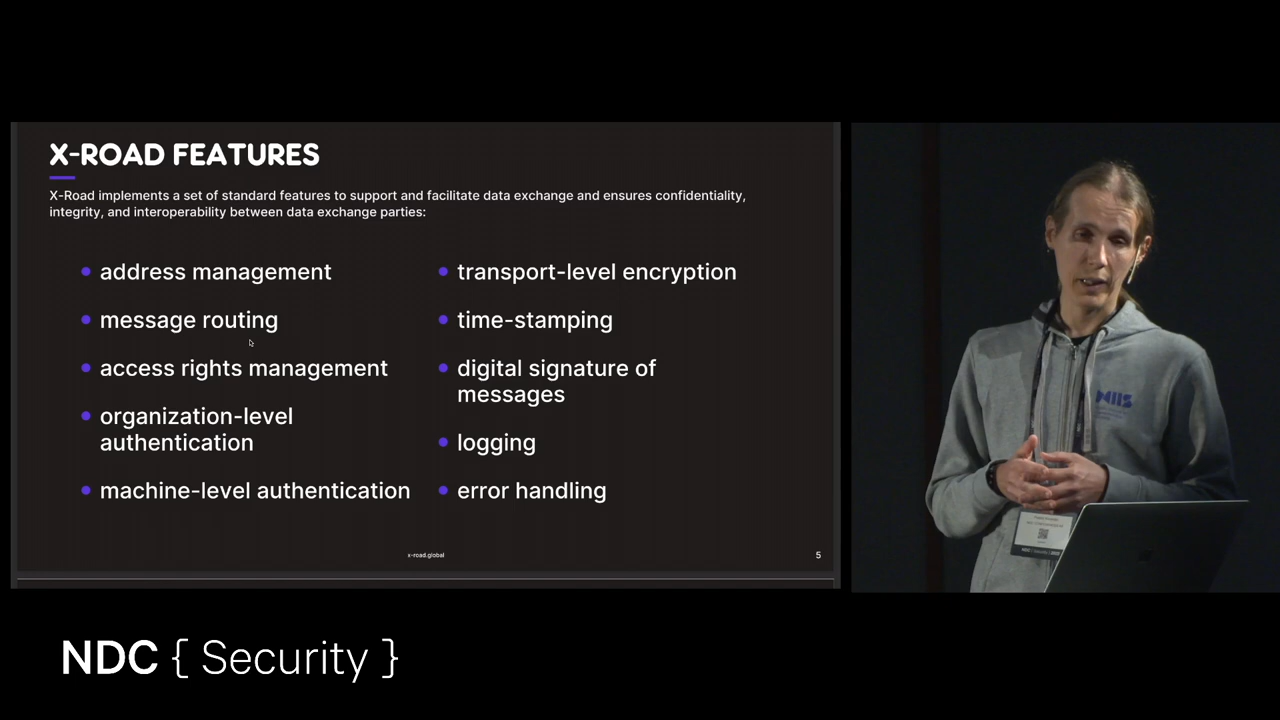 X-ROAD FEATURES
X-Road implements a set of standard features to support and facilitate data exchange and ensures confidentiality,
integrity, and interoperability between data exchange parties:
address management
message routing
access rights management
organization-level
authentication
machine-level authentication
transport-level encryption
time-stamping
digital signature of
messages
logging
error handling
x-road.global
5
NIIS
NDC { Security }